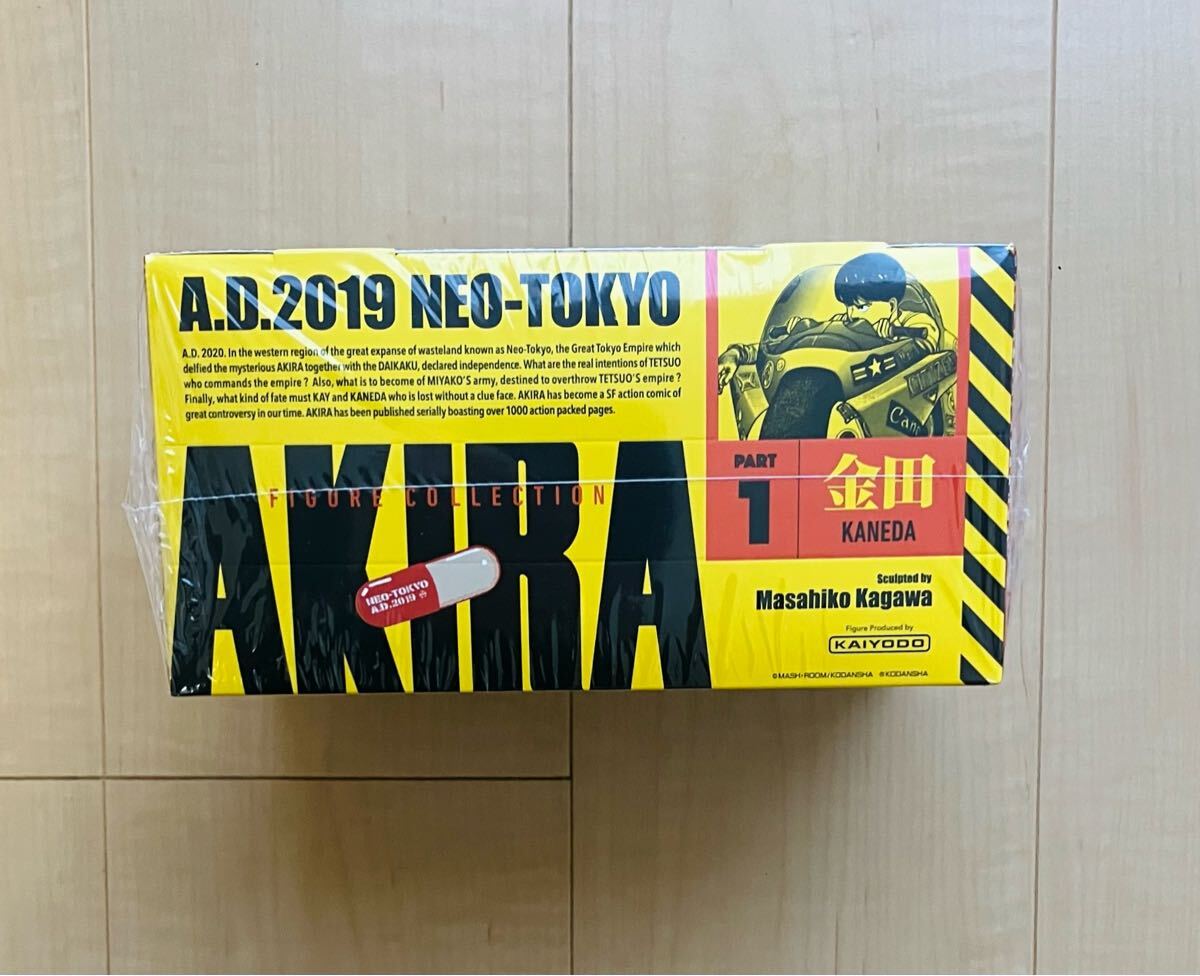 A.D.2019 NEO-TOKYO
A.D. 2020. In the western region of the great expanse of wasteland known as Neo-Tokyo, the Great Tokyo Empire which
delfied the mysterious AKIRA together with the DAIKAKU, declared independence. What are the real intentions of TETSUO
who commands the empire ? Also, what is to become of MIYAKO'S army, destined to overthrow TETSUO'S empire ?
Finally, what kind of fate must KAY and KANEDA who is lost without a clue face. AKIRA has become a SF action comic of
great controversy in our time. AKIRA has been published serially boasting over 1000 action packed pages.
AKIRA
FIGURE COLLECTION
NEO-TOKYO
A.D.2019
PART
1
金田
KANEDA
Sculpted by
Masahiko Kagawa
Figure Produced by
KAIYODO
©MASH・ROOM/KODANSHA ©KODANSHA